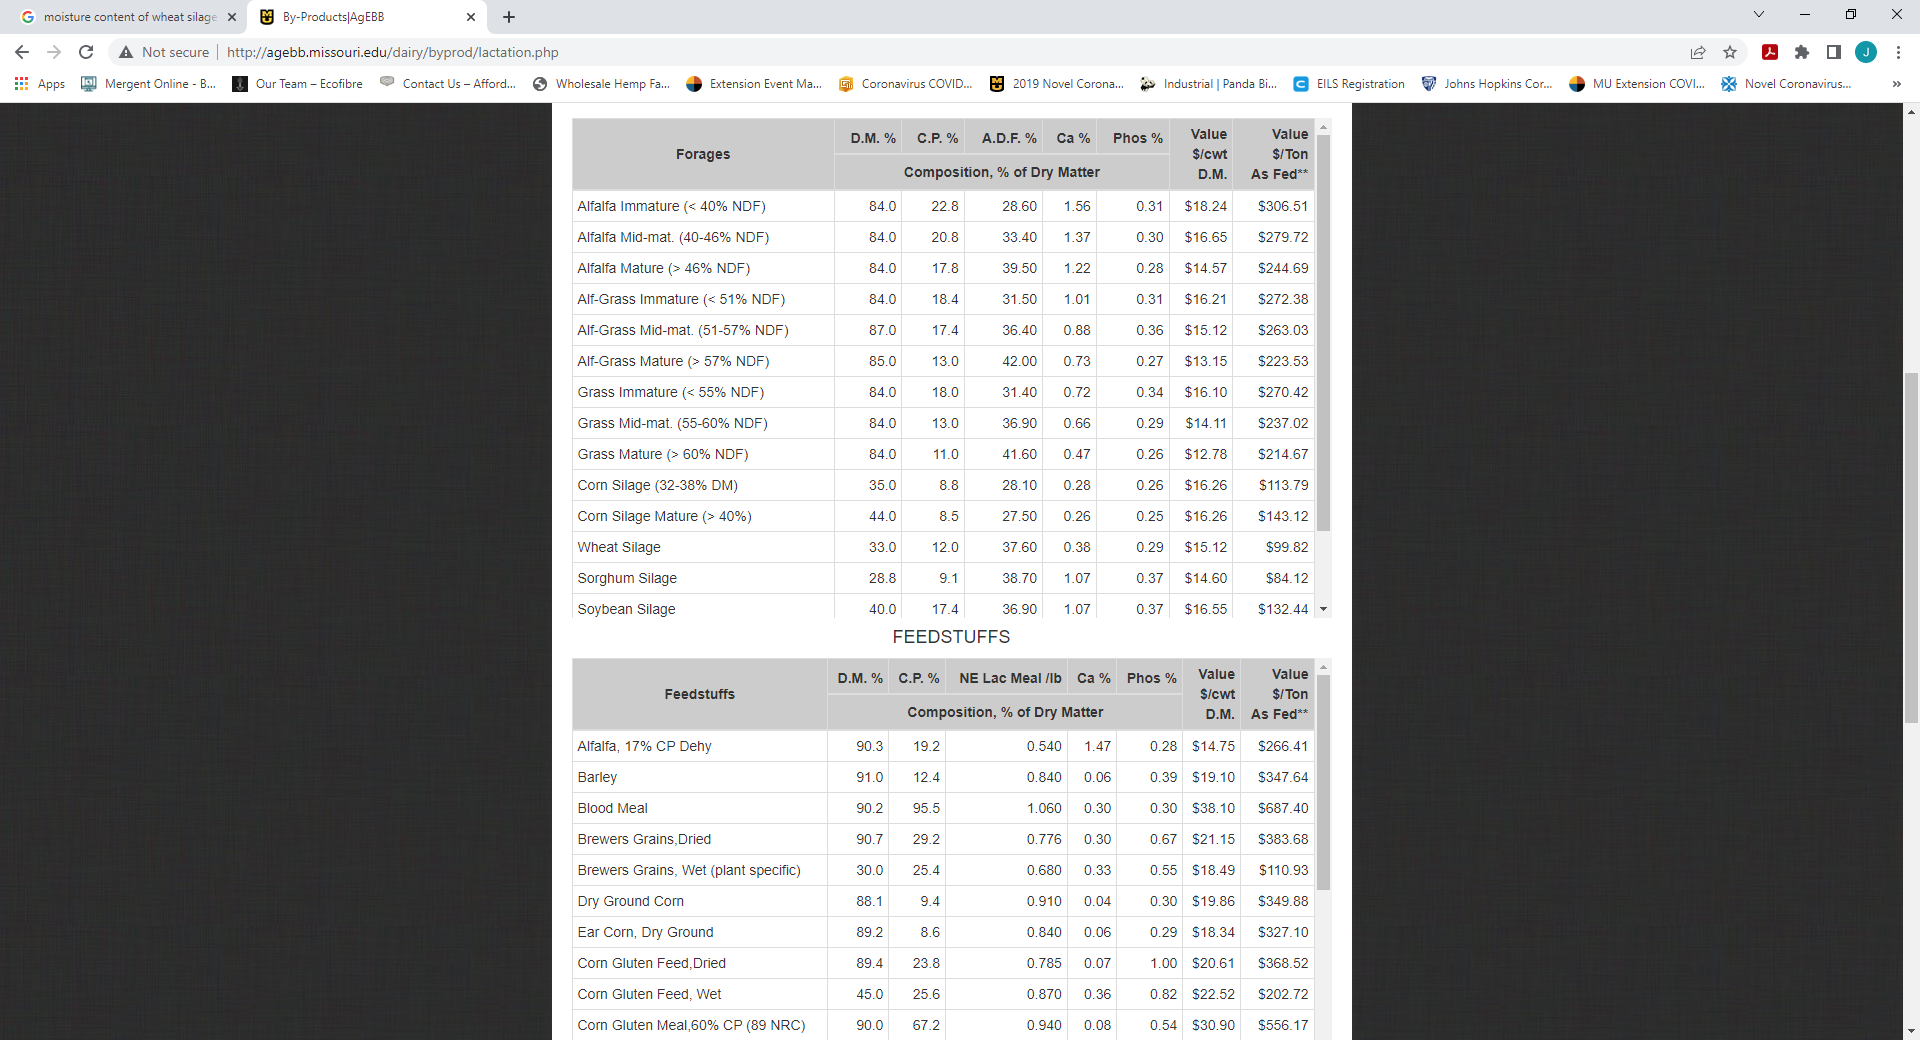 moisture content of wheat silage
By-Products|AgEBB
Not secure | http://agebb.missouri.edu/dairy/byprod/lactation.php
J
Apps Mergent Online - B... Our Team – Ecofibre Contact Us – Afford... Wholesale Hemp Fa... Extension Event Ma... Coronavirus COVID... 2019 Novel Corona... Industrial | Panda Bi... EILS Registration Johns Hopkins Cor... MU Extension COVI... Novel Coronavirus... »
Forages D.M. % C.P. % A.D.F. % Ca % Phos % Value $/cwt D.M. Value $/Ton As Fed**
Composition, % of Dry Matter
Alfalfa Immature (< 40% NDF) 84.0 22.8 28.60 1.56 0.31 $18.24 $306.51
Alfalfa Mid-mat. (40-46% NDF) 84.0 20.8 33.40 1.37 0.30 $16.65 $279.72
Alfalfa Mature (> 46% NDF) 84.0 17.8 39.50 1.22 0.28 $14.57 $244.69
Alf-Grass Immature (< 51% NDF) 84.0 18.4 31.50 1.01 0.31 $16.21 $272.38
Alf-Grass Mid-mat. (51-57% NDF) 87.0 17.4 36.40 0.88 0.36 $15.12 $263.03
Alf-Grass Mature (> 57% NDF) 85.0 13.0 42.00 0.73 0.27 $13.15 $223.53
Grass Immature (< 55% NDF) 84.0 18.0 31.40 0.72 0.34 $16.10 $270.42
Grass Mid-mat. (55-60% NDF) 84.0 13.0 36.90 0.66 0.29 $14.11 $237.02
Grass Mature (> 60% NDF) 84.0 11.0 41.60 0.47 0.26 $12.78 $214.67
Corn Silage (32-38% DM) 35.0 8.8 28.10 0.28 0.26 $16.26 $113.79
Corn Silage Mature (> 40%) 44.0 8.5 27.50 0.26 0.25 $16.26 $143.12
Wheat Silage 33.0 12.0 37.60 0.38 0.29 $15.12 $99.82
Sorghum Silage 28.8 9.1 38.70 1.07 0.37 $14.60 $84.12
Soybean Silage 40.0 17.4 36.90 1.07 0.37 $16.55 $132.44
FEEDSTUFFS
Feedstuffs D.M. % C.P. % NE Lac Meal /lb Ca % Phos % Value $/cwt D.M. Value $/Ton As Fed**
Composition, % of Dry Matter
Alfalfa, 17% CP Dehy 90.3 19.2 0.540 1.47 0.28 $14.75 $266.41
Barley 91.0 12.4 0.840 0.06 0.39 $19.10 $347.64
Blood Meal 90.2 95.5 1.060 0.30 0.30 $38.10 $687.40
Brewers Grains,Dried 90.7 29.2 0.776 0.30 0.67 $21.15 $383.68
Brewers Grains, Wet (plant specific) 30.0 25.4 0.680 0.33 0.55 $18.49 $110.93
Dry Ground Corn 88.1 9.4 0.910 0.04 0.30 $19.86 $349.88
Ear Corn, Dry Ground 89.2 8.6 0.840 0.06 0.29 $18.34 $327.10
Corn Gluten Feed,Dried 89.4 23.8 0.785 0.07 1.00 $20.61 $368.52
Corn Gluten Feed, Wet 45.0 25.6 0.870 0.36 0.82 $22.52 $202.72
Corn Gluten Meal,60% CP (89 NRC) 90.0 67.2 0.940 0.08 0.54 $30.90 $556.17